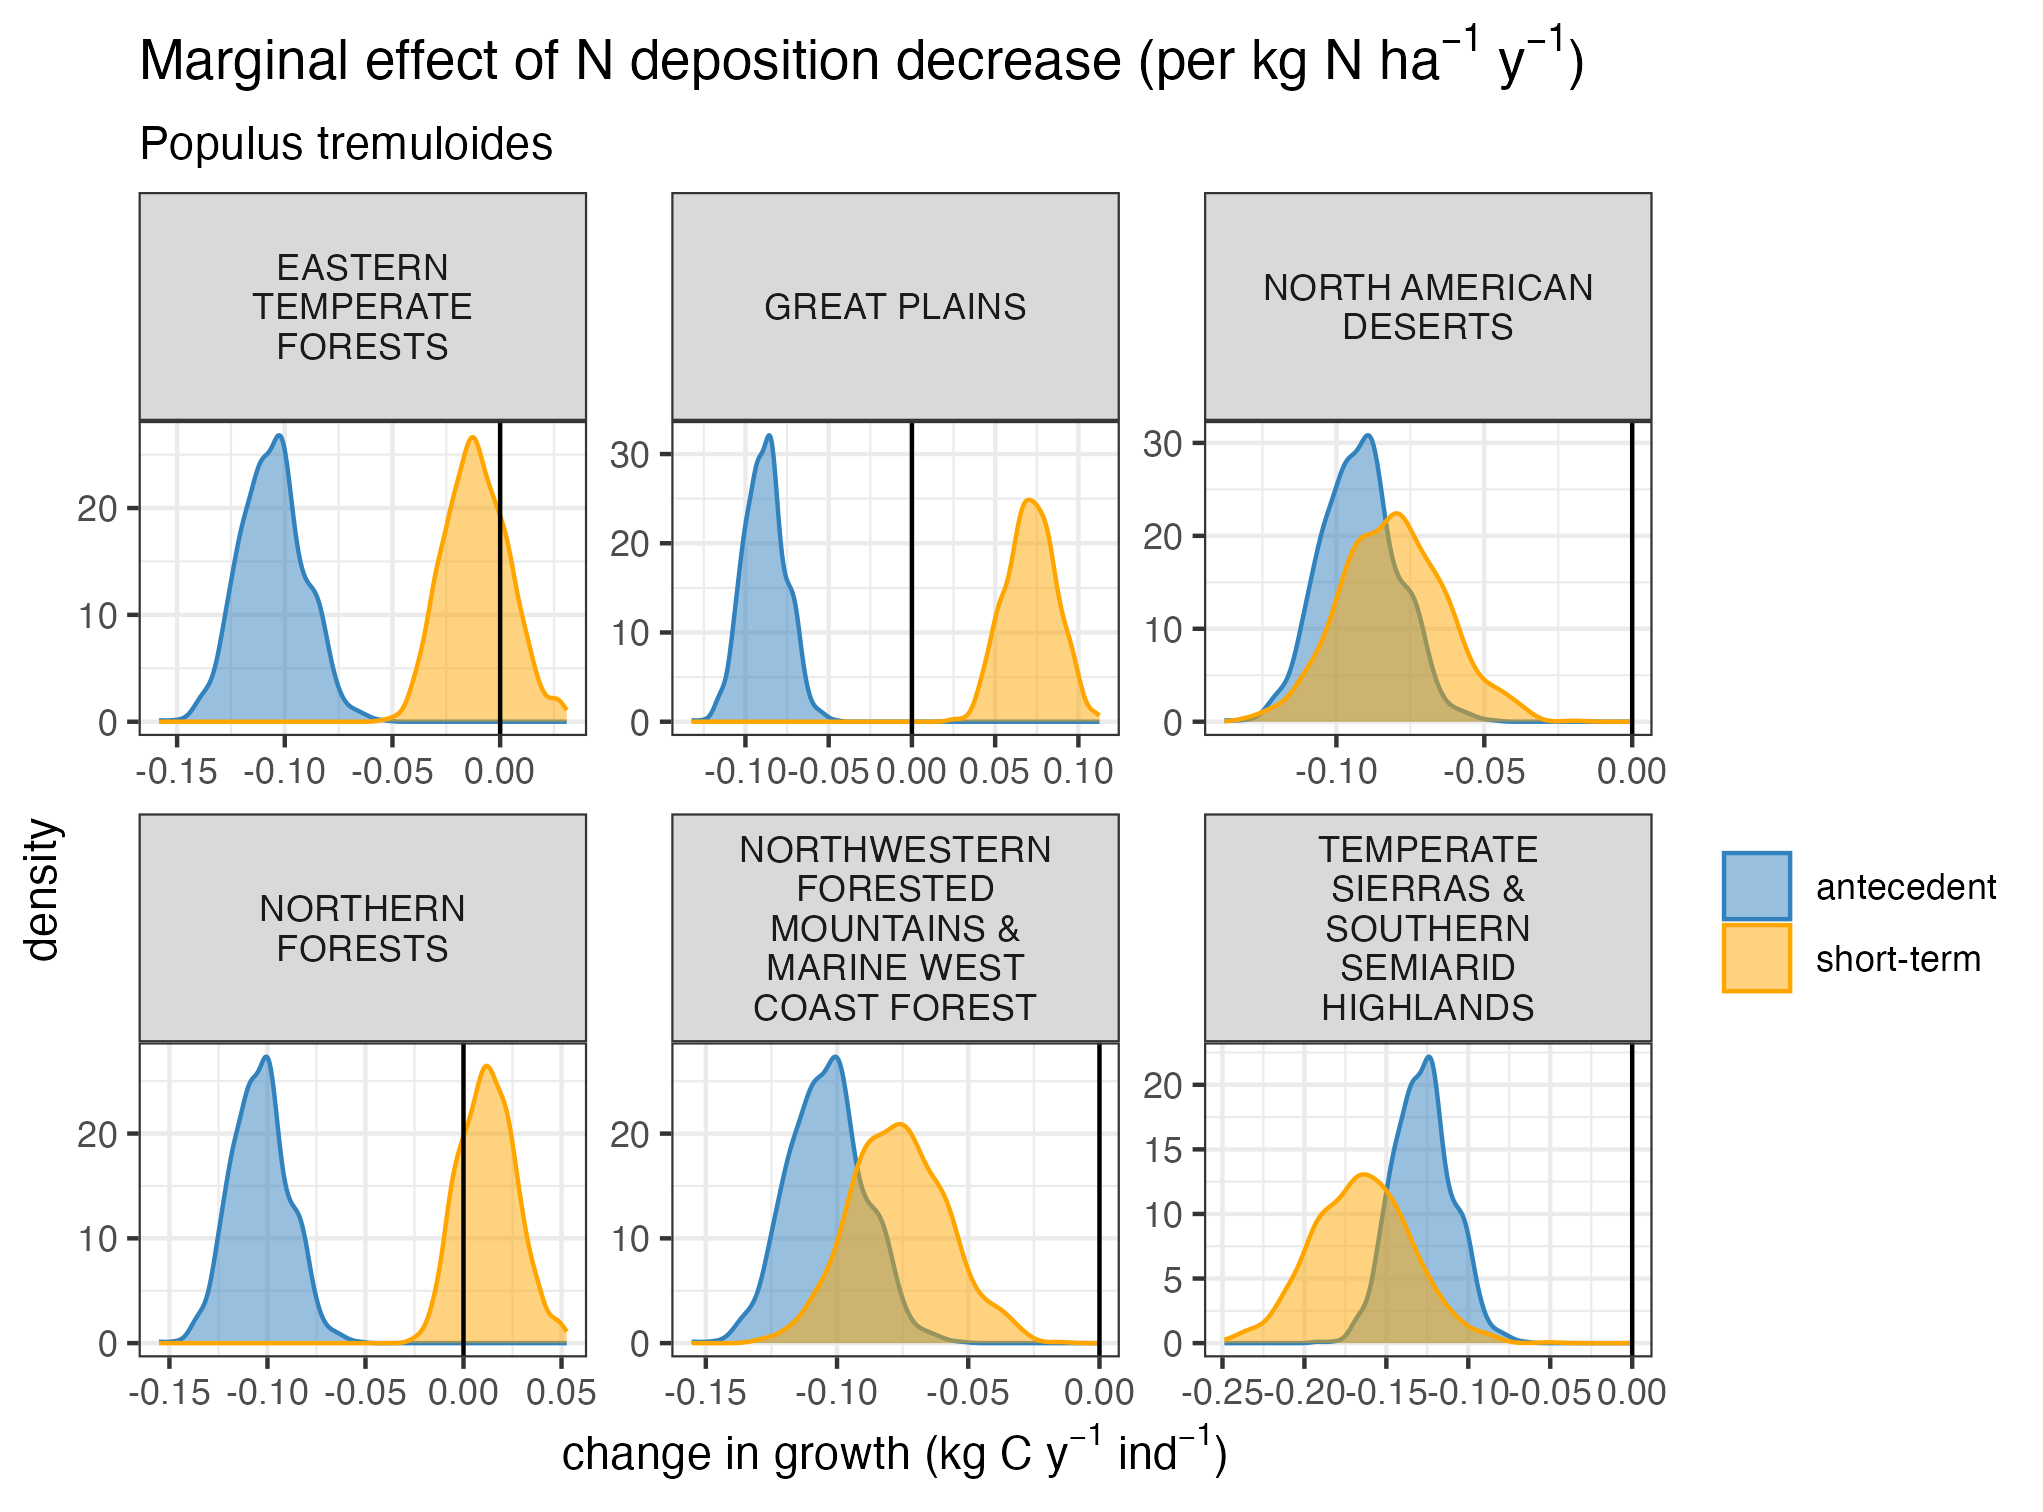 Marginal effect of N deposition decrease (per kg N ha⁻¹ y⁻¹)
Populus tremuloides
EASTERN
TEMPERATE
FORESTS
GREAT PLAINS
NORTH AMERICAN
DESERTS
20
10
0
-0.15 -0.10 -0.05 0.00
30
20
10
0
-0.10 -0.05 0.00 0.05 0.10
30
20
10
0
-0.10 -0.05 0.00
density
NORTHERN
FORESTS
NORTHWESTERN
FORESTED
MOUNTAINS &
MARINE WEST
COAST FOREST
TEMPERATE
SIERRAS &
SOUTHERN
SEMIARID
HIGHLANDS
20
10
0
-0.15 -0.10 -0.05 0.00 0.05
20
10
0
-0.15 -0.10 -0.05 0.00
20
15
10
5
0
-0.25 -0.20 -0.15 -0.10 -0.05 0.00
change in growth (kg C y⁻¹ ind⁻¹)
antecedent
short-term